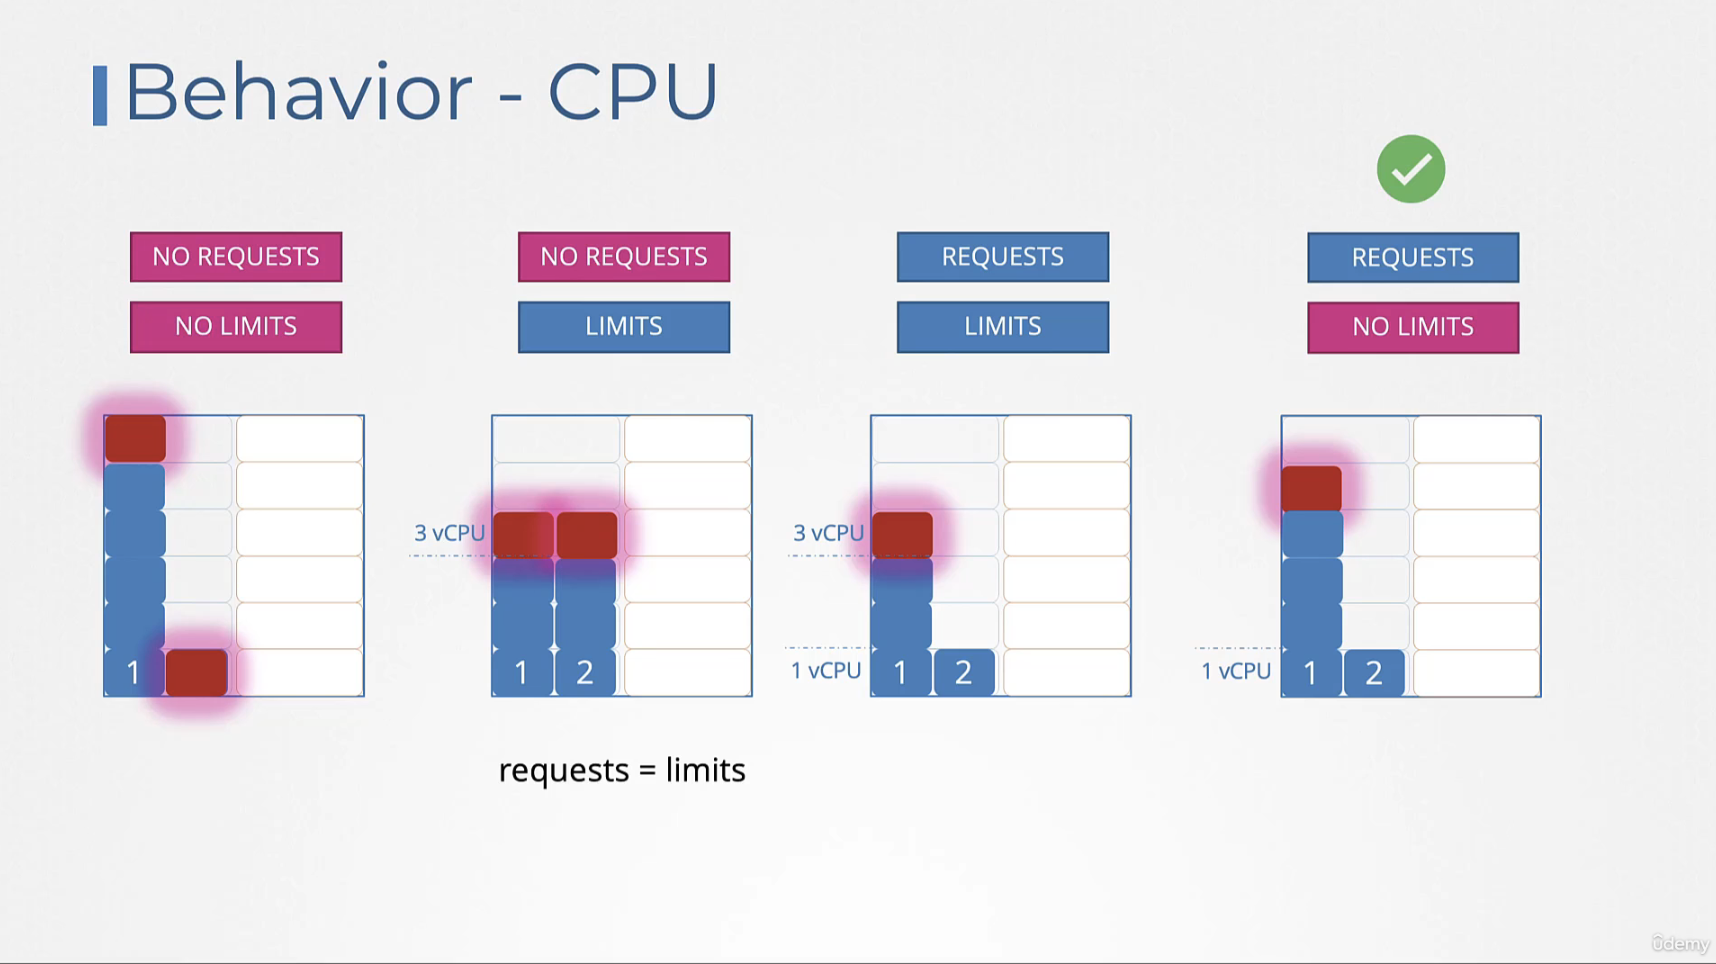 Behavior - CPU
NO REQUESTS
NO LIMITS
1
NO REQUESTS
LIMITS
3 vCPU
1 2
requests = limits
REQUESTS
LIMITS
3 vCPU
1 vCPU
1 2
REQUESTS
NO LIMITS
1 vCPU
1 2
ûdemy